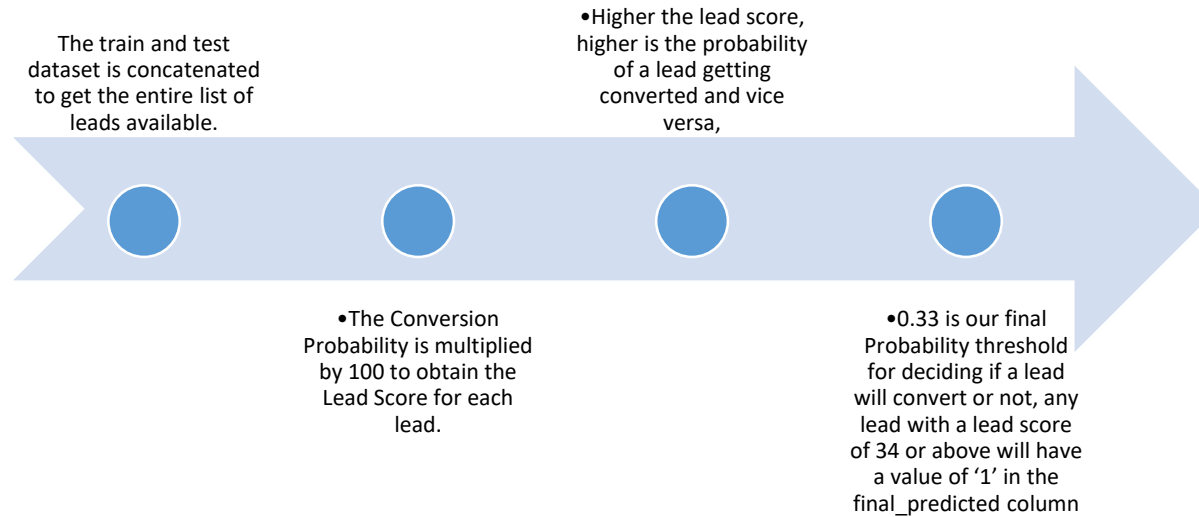 The train and test
dataset is concatenated
to get the entire list of
leads available.
•The Conversion
Probability is multiplied
by 100 to obtain the
Lead Score for each
lead.
•Higher the lead score,
higher is the probability
of a lead getting
converted and vice
versa,
•0.33 is our final
Probability threshold
for deciding if a lead
will convert or not, any
lead with a lead score
of 34 or above will have
a value of ‘1’ in the
final_predicted column